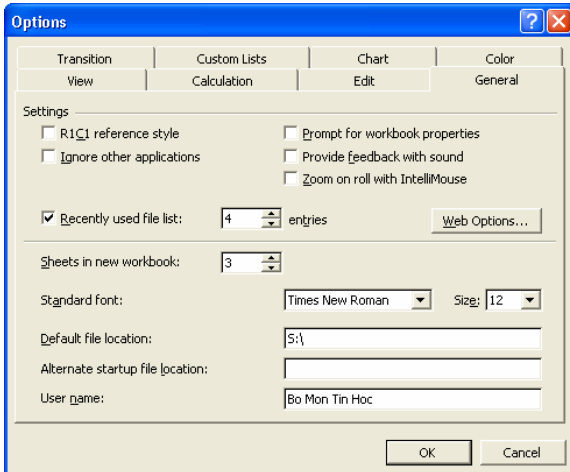 Options
Transition Custom Lists Chart Color
View Calculation Edit General
Settings
R1C1 reference style Prompt for workbook properties
Ignore other applications Provide feedback with sound
Zoom on roll with IntelliMouse
Recently used file list: 4 entries Web Options...
Sheets in new workbook: 3
Standard font: Times New Roman Size: 12
Default file location: S:\
Alternate startup file location:
User name: Bo Mon Tin Hoc
OK Cancel